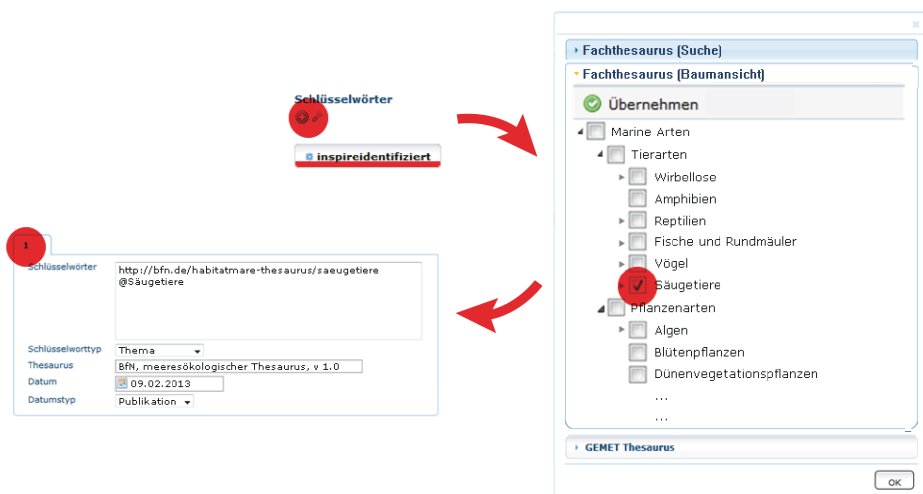 Schlüsselwörter
inspireidentifiziert
1
Schlüsselwörter
http://bfn.de/habitatmare-thesaurus/saeugetiere
@Säugetiere
Schlüsselworttyp
Thema
Thesaurus
BfN, meeresökologischer Thesaurus, v 1.0
Datum
09.02.2013
Datumstyp
Publikation
Fachthesaurus (Suche)
Fachthesaurus (Baumansicht)
Übernehmen
Marine Arten
Tierarten
Wirbellose
Amphibien
Reptilien
Fische und Rundmäuler
Vögel
Säugetiere
Pflanzenarten
Algen
Blütenpflanzen
Dünenvegetationspflanzen
...
...
GEMET Thesaurus
OK